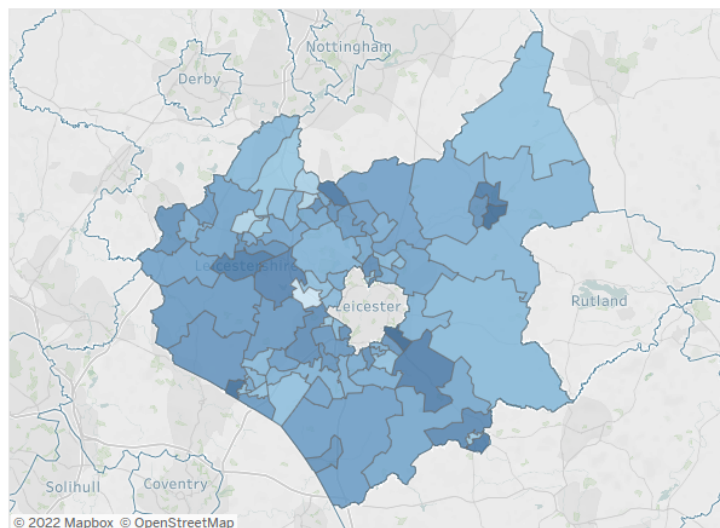 Nottingham
Derby
Leicestershire
Leicester
Rutland
Solihull
Coventry
© 2022 Mapbox © OpenStreetMap